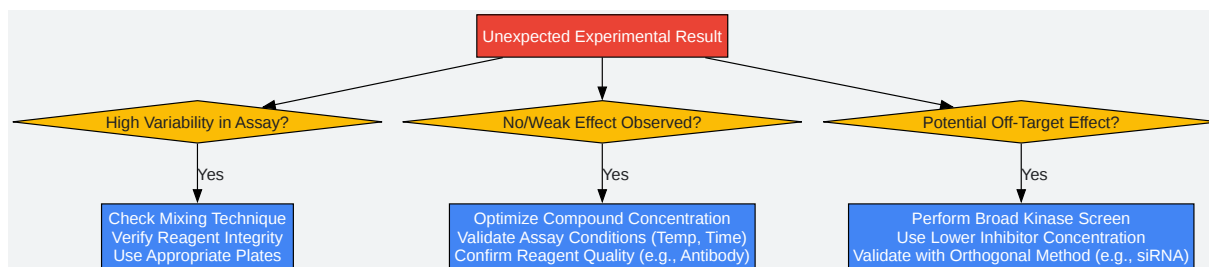 Unexpected Experimental Result
High Variability in Assay?
No/Weak Effect Observed?
Potential Off-Target Effect?
Yes
Yes
Yes
Check Mixing Technique
Verify Reagent Integrity
Use Appropriate Plates
Optimize Compound Concentration
Validate Assay Conditions (Temp, Time)
Confirm Reagent Quality (e.g., Antibody)
Perform Broad Kinase Screen
Use Lower Inhibitor Concentration
Validate with Orthogonal Method (e.g., siRNA)